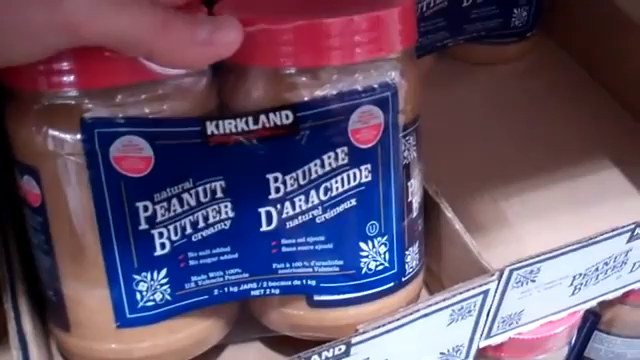 KIRKLAND
natural
PEANUT
BUTTER
creamy
No salt added
No sugar added
Made With 100%
U.S. Valencia Peanuts
BEURRE
D'ARACHIDE
naturel crémeux
Sans sel ajouté
Sans sucre ajouté
Fait à 100 % d'arachides
américaines Valencia
U
2 - 1 kg JARS / 2 bocaux de 1 kg
NET 2 kg
PEANUT
BUTTER